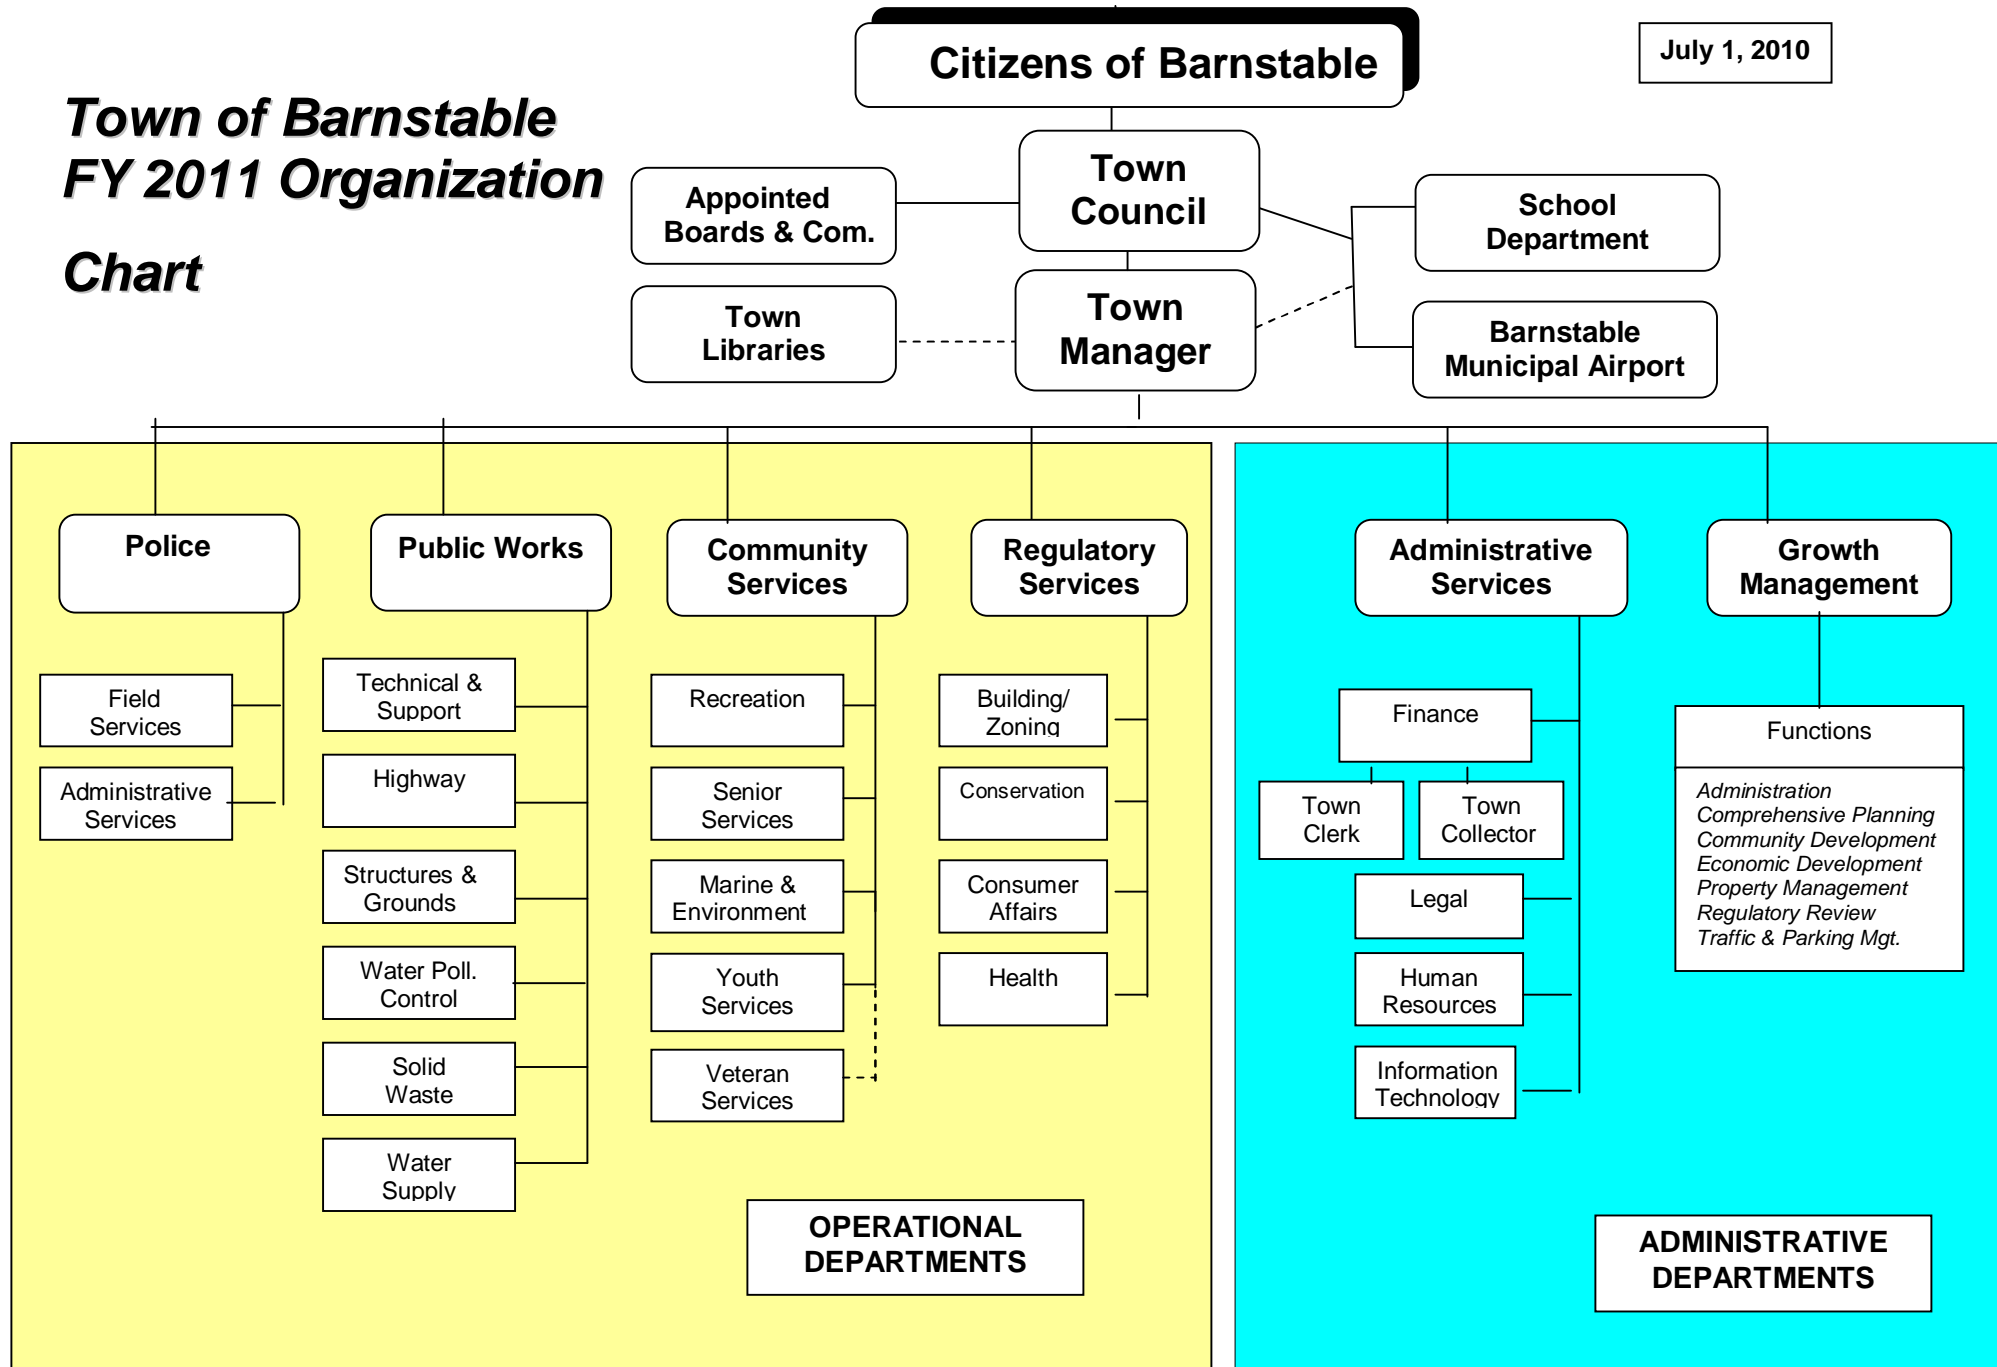 Citizens of Barnstable
July 1, 2010
Town of Barnstable
FY 2011 Organization
Chart
Town
Council
Appointed
Boards & Com.
School
Department
Town
Libraries
Town
Manager
Barnstable
Municipal Airport
Police
Public Works
Community
Services
Regulatory
Services
Administrative
Services
Growth
Management
Field
Services
Administrative
Services
Technical &
Support
Highway
Structures &
Grounds
Water Poll.
Control
Solid
Waste
Water
Supply
Recreation
Senior
Services
Marine &
Environment
Youth
Services
Veteran
Services
Building/
Zoning
Conservation
Consumer
Affairs
Health
Finance
Town
Clerk
Town
Collector
Legal
Human
Resources
Information
Technology
Functions
Administration
Comprehensive Planning
Community Development
Economic Development
Property Management
Regulatory Review
Traffic & Parking Mgt.
OPERATIONAL
DEPARTMENTS
ADMINISTRATIVE
DEPARTMENTS